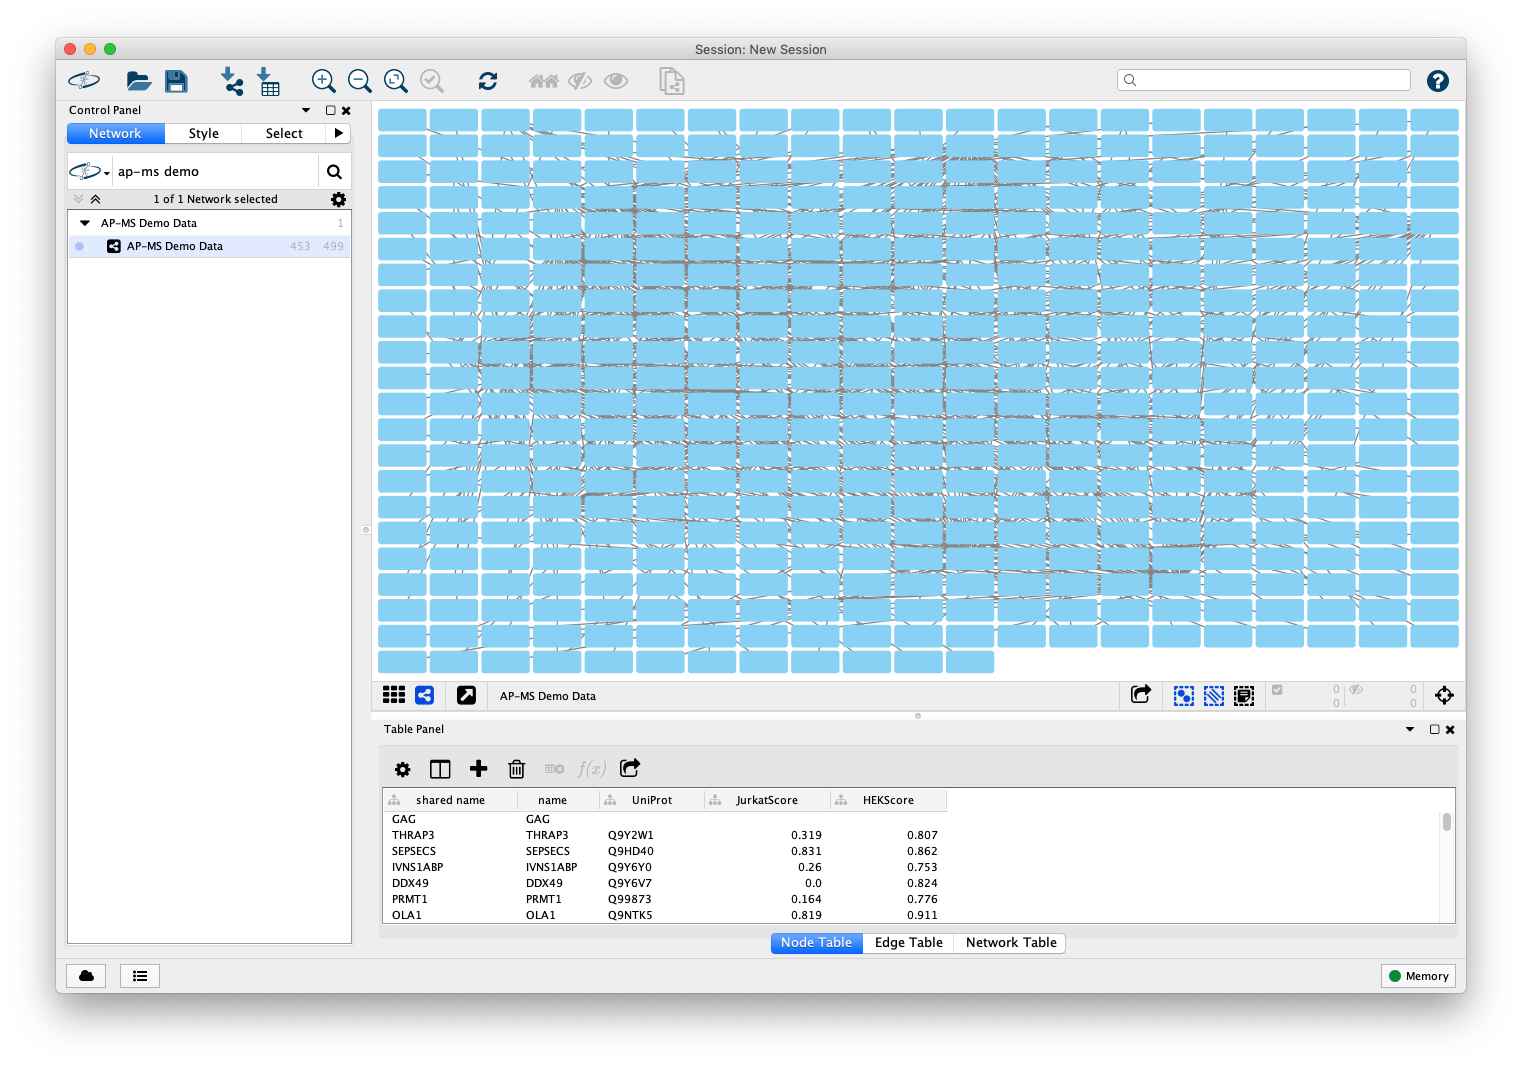 Session: New Session
Control Panel
Network Style Select
ap-ms demo
1 of 1 Network selected
AP-MS Demo Data 1
AP-MS Demo Data 453 499
AP-MS Demo Data
0 0
0 0
Table Panel
f(x)
shared name name UniProt JurkatScore HEKScore
GAG GAG
THRAP3 THRAP3 Q9Y2W1 0.319 0.807
SEPSECS SEPSECS Q9HD40 0.831 0.862
IVNS1ABP IVNS1ABP Q9Y6Y0 0.26 0.753
DDX49 DDX49 Q9Y6V7 0.0 0.824
PRMT1 PRMT1 Q99873 0.164 0.776
OLA1 OLA1 Q9NTK5 0.819 0.911
Node Table Edge Table Network Table
Memory